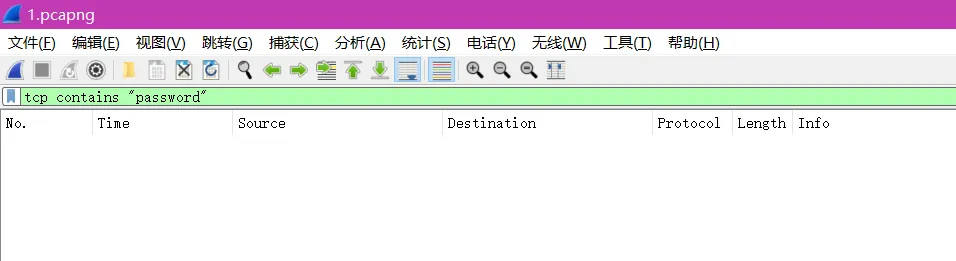 1.pcapng
文件(F) 编辑(E) 视图(V) 跳转(G) 捕获(C) 分析(A) 统计(S) 电话(Y) 无线(W) 工具(T) 帮助(H)
tcp contains "password"
No. Time Source Destination Protocol Length Info